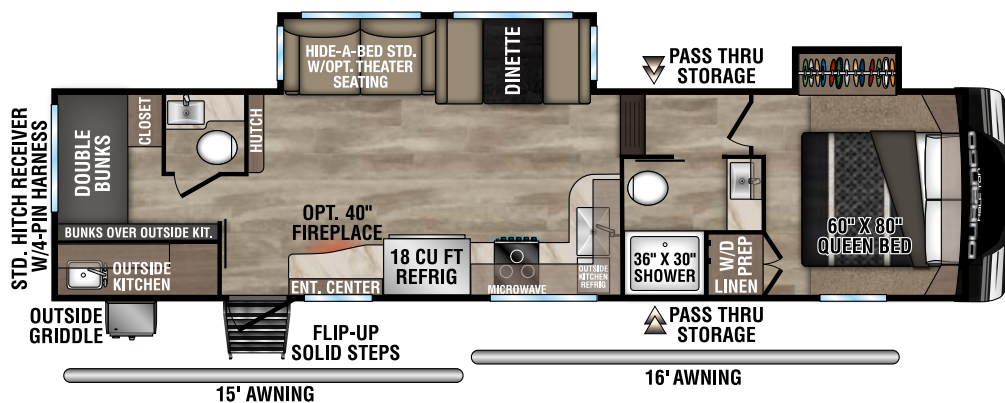 HIDE-A-BED STD.
W/OPT. THEATER
SEATING
DINETTE
PASS THRU
STORAGE
STD. HITCH RECEIVER
W/4-PIN HARNESS
DOUBLE
BUNKS
CLOSET
HUTCH
BUNKS OVER OUTSIDE KIT.
OUTSIDE
KITCHEN
OPT. 40"
FIREPLACE
ENT. CENTER
18 CU FT
REFRIG
MICROWAVE
OUTSIDE
KITCHEN
REFRIG
36" X 30"
SHOWER
W/D
PREP
LINEN
60" X 80"
QUEEN BED
DURANGO
OUTSIDE
GRIDDLE
FLIP-UP
SOLID STEPS
PASS THRU
STORAGE
15' AWNING
16' AWNING